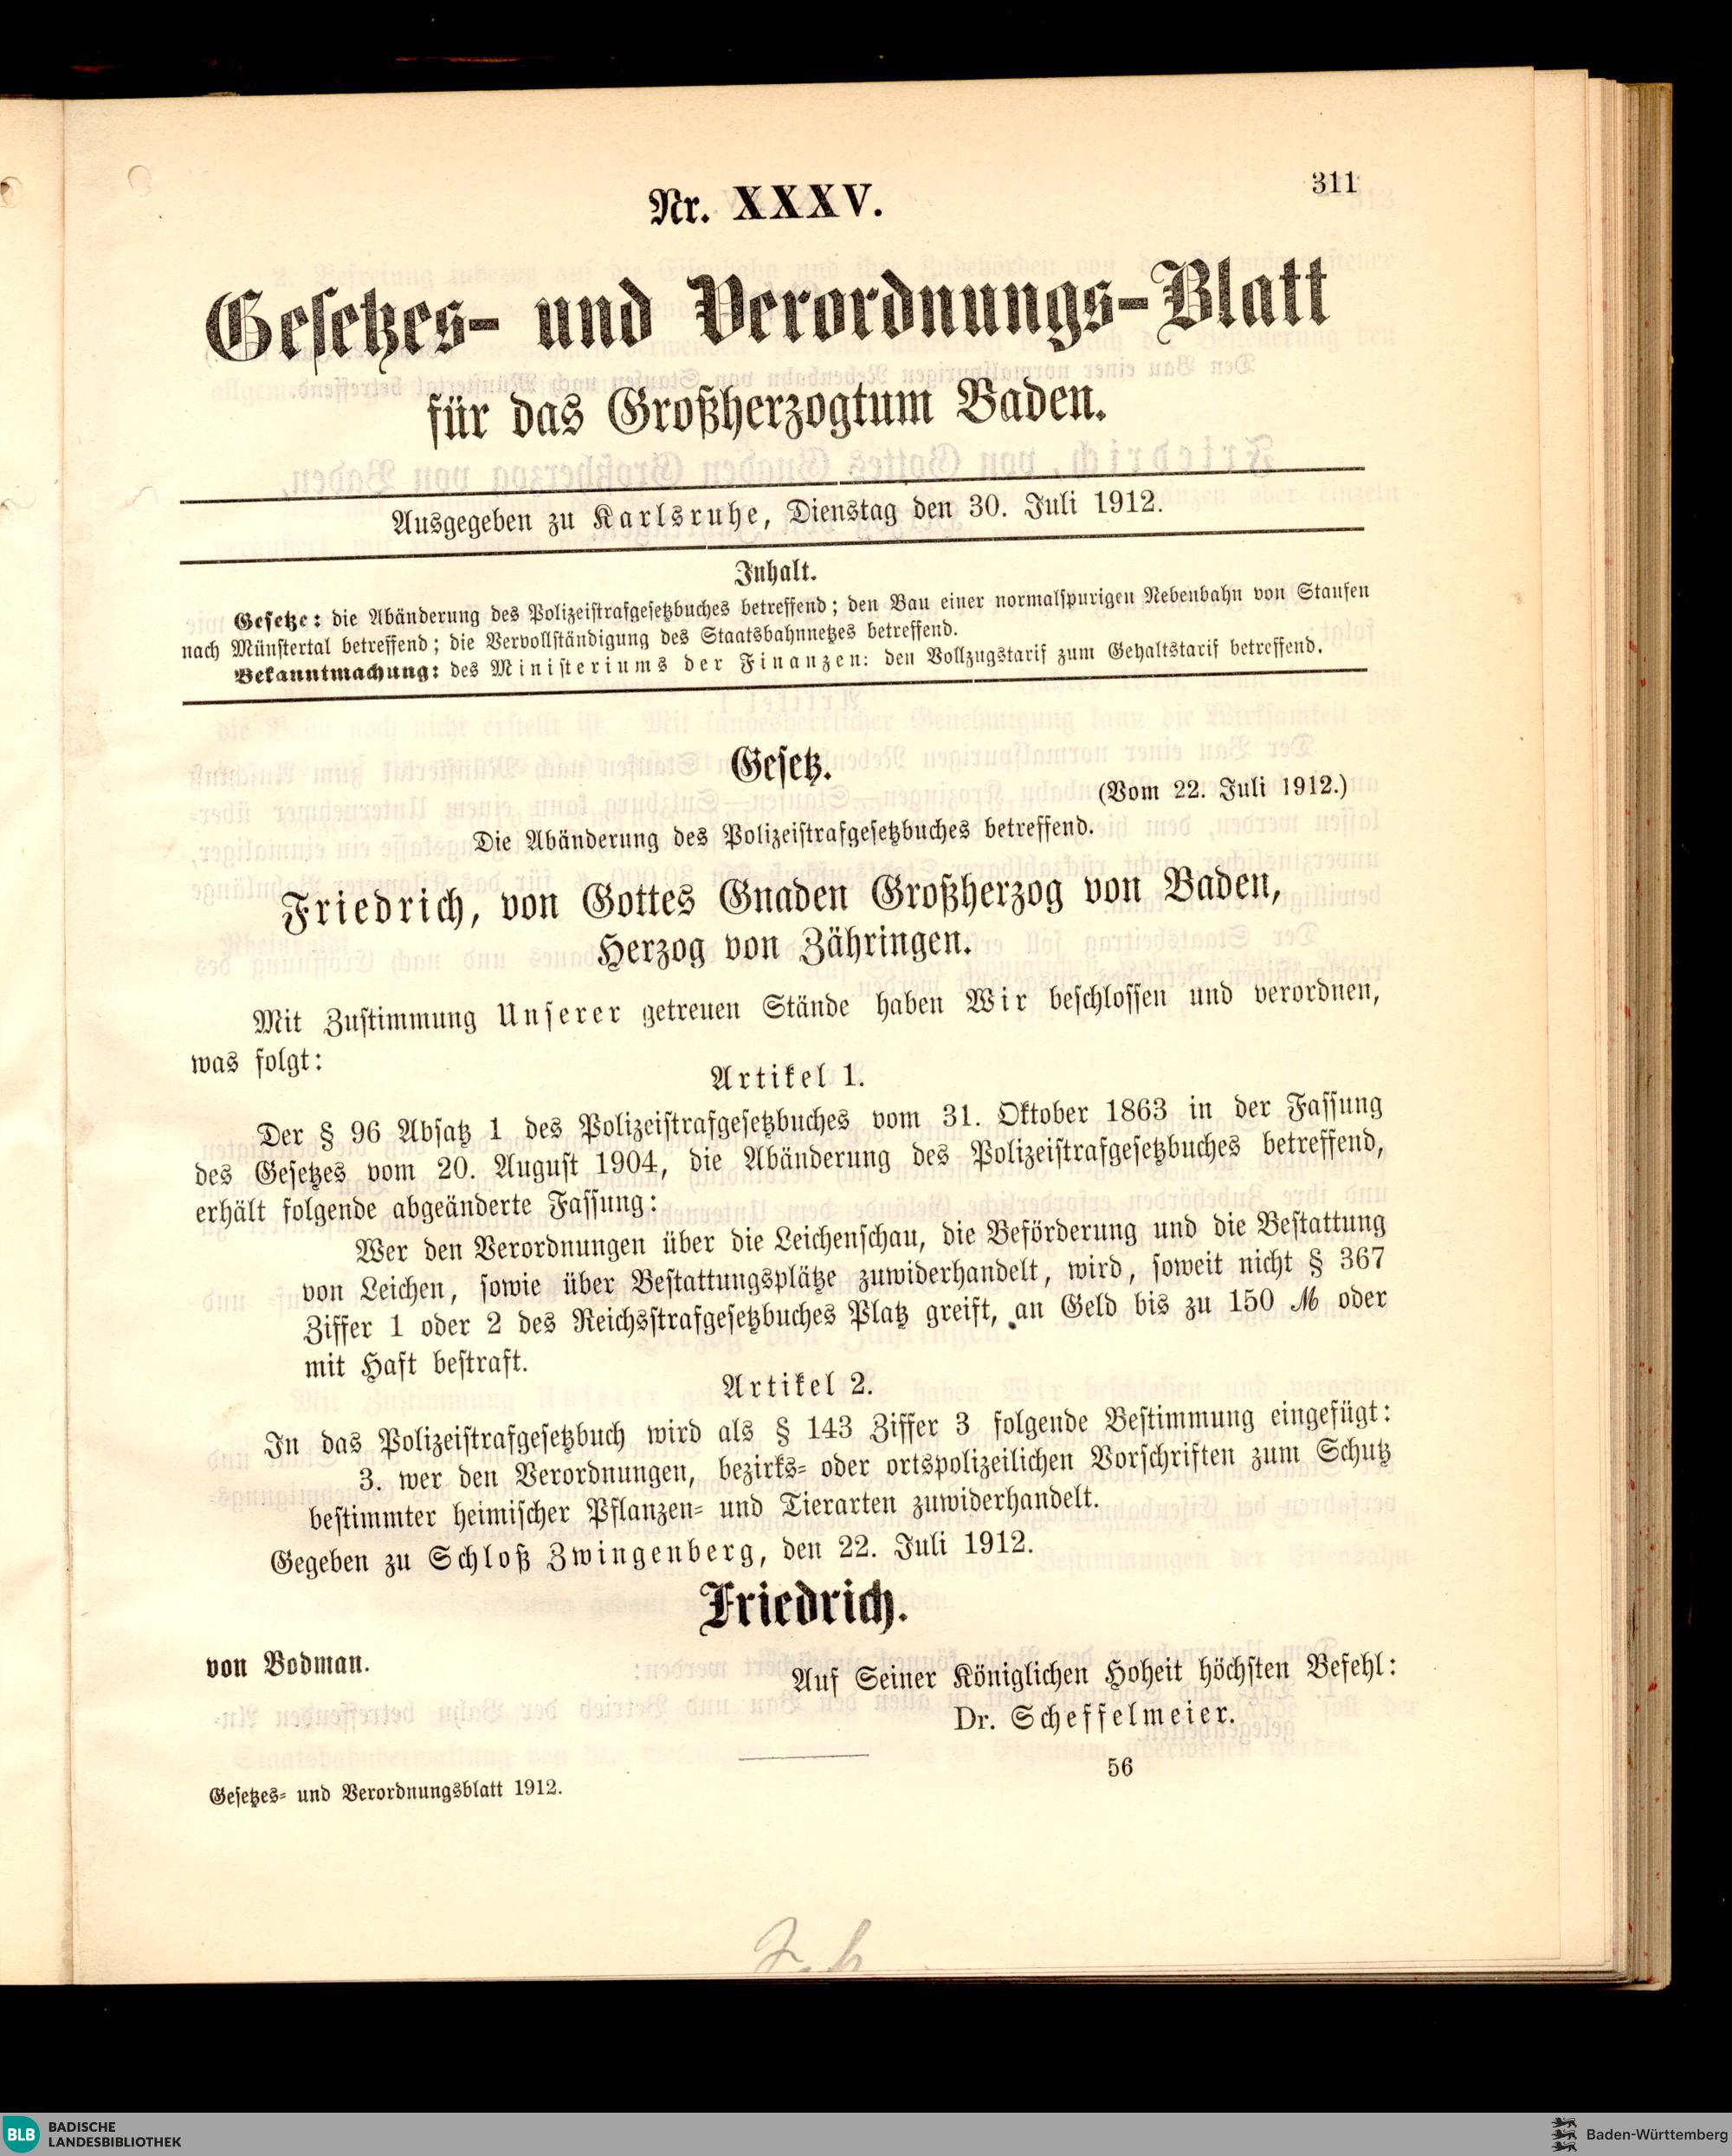 Nr. XXXV.
311
Gesetzes- und Verordnungs-Blatt
für das Großherzogtum Baden.
Ausgegeben zu Karlsruhe, Dienstag den 30. Juli 1912.
Inhalt.
Gesetze: die Abänderung des Polizeistrafgesetzbuches betreffend; den Bau einer normalspurigen Nebenbahn von Staufen
nach Münstertal betreffend; die Vervollständigung des Staatsbahnnetzes betreffend.
Bekanntmachung: des Ministeriums der Finanzen: den Vollzugstarif zum Gehaltstarif betreffend.
Gesetz.
(Vom 22. Juli 1912.)
Die Abänderung des Polizeistrafgesetzbuches betreffend.
Friedrich, von Gottes Gnaden Großherzog von Baden,
Herzog von Zähringen.
Mit Zustimmung Unserer getreuen Stände haben Wir beschlossen und verordnen,
was folgt:
Artikel 1.
Der § 96 Absatz 1 des Polizeistrafgesetzbuches vom 31. Oktober 1863 in der Fassung
des Gesetzes vom 20. August 1904, die Abänderung des Polizeistrafgesetzbuches betreffend,
erhält folgende abgeänderte Fassung:
Wer den Verordnungen über die Leichenschau, die Beförderung und die Bestattung
von Leichen, sowie über Bestattungsplätze zuwiderhandelt, wird, soweit nicht § 367
Ziffer 1 oder 2 des Reichsstrafgesetzbuches Platz greift, an Geld bis zu 150 ℳ oder
mit Haft bestraft.
Artikel 2.
In das Polizeistrafgesetzbuch wird als § 143 Ziffer 3 folgende Bestimmung eingefügt:
3. wer den Verordnungen, bezirks- oder ortspolizeilichen Vorschriften zum Schutz
bestimmter heimischer Pflanzen- und Tierarten zuwiderhandelt.
Gegeben zu Schloß Zwingenberg, den 22. Juli 1912.
Friedrich.
von Bodman.
Auf Seiner Königlichen Hoheit höchsten Befehl:
Dr. Scheffelmeier.
Gesetzes- und Verordnungsblatt 1912.
56
BLB BADISCHE
LANDESBIBLIOTHEK
Baden-Württemberg